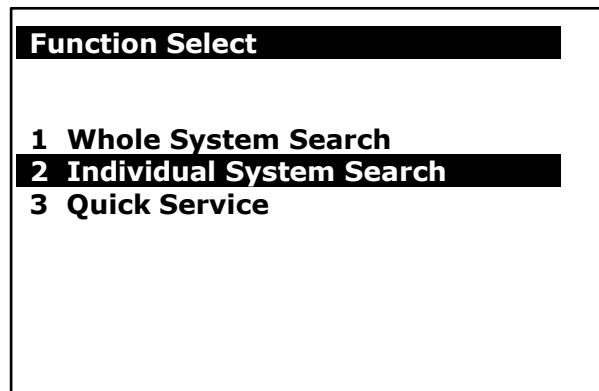 Function Select
1 Whole System Search
2 Individual System Search
3 Quick Service